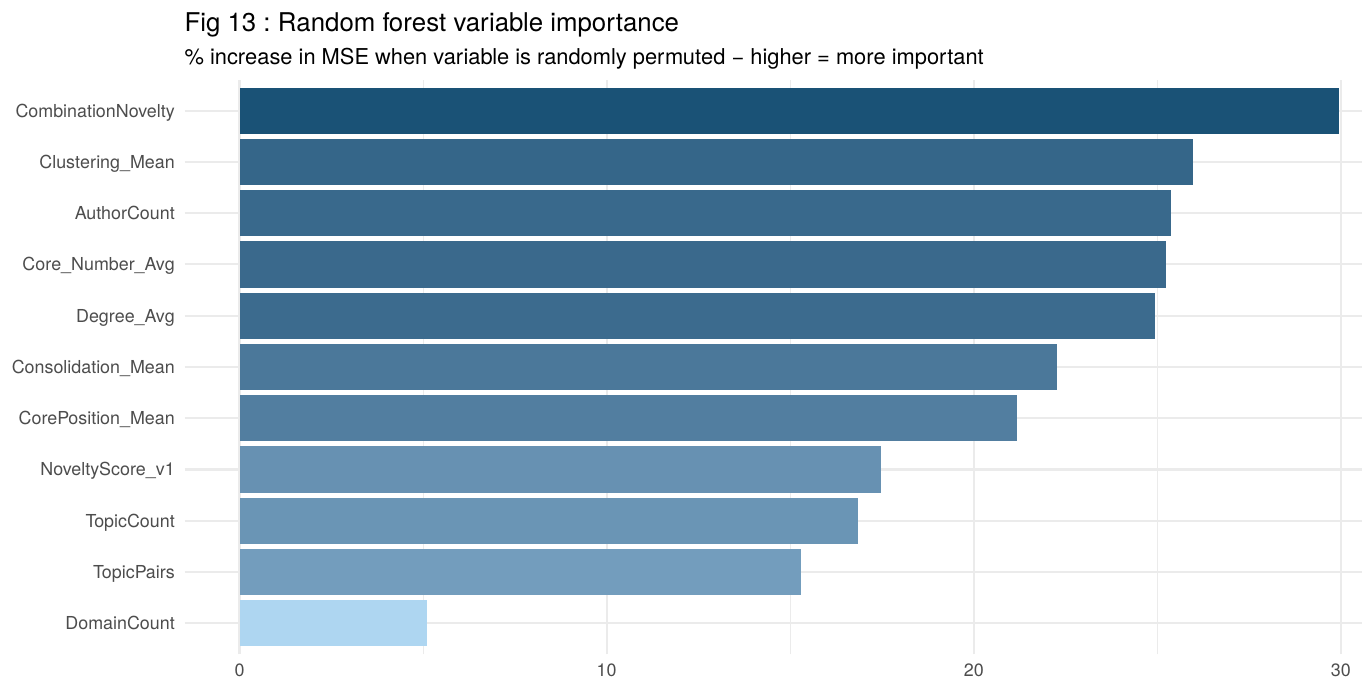 Fig 13 : Random forest variable importance
% increase in MSE when variable is randomly permuted − higher = more important
CombinationNovelty
Clustering_Mean
AuthorCount
Core_Number_Avg
Degree_Avg
Consolidation_Mean
CorePosition_Mean
NoveltyScore_v1
TopicCount
TopicPairs
DomainCount
0 10 20 30